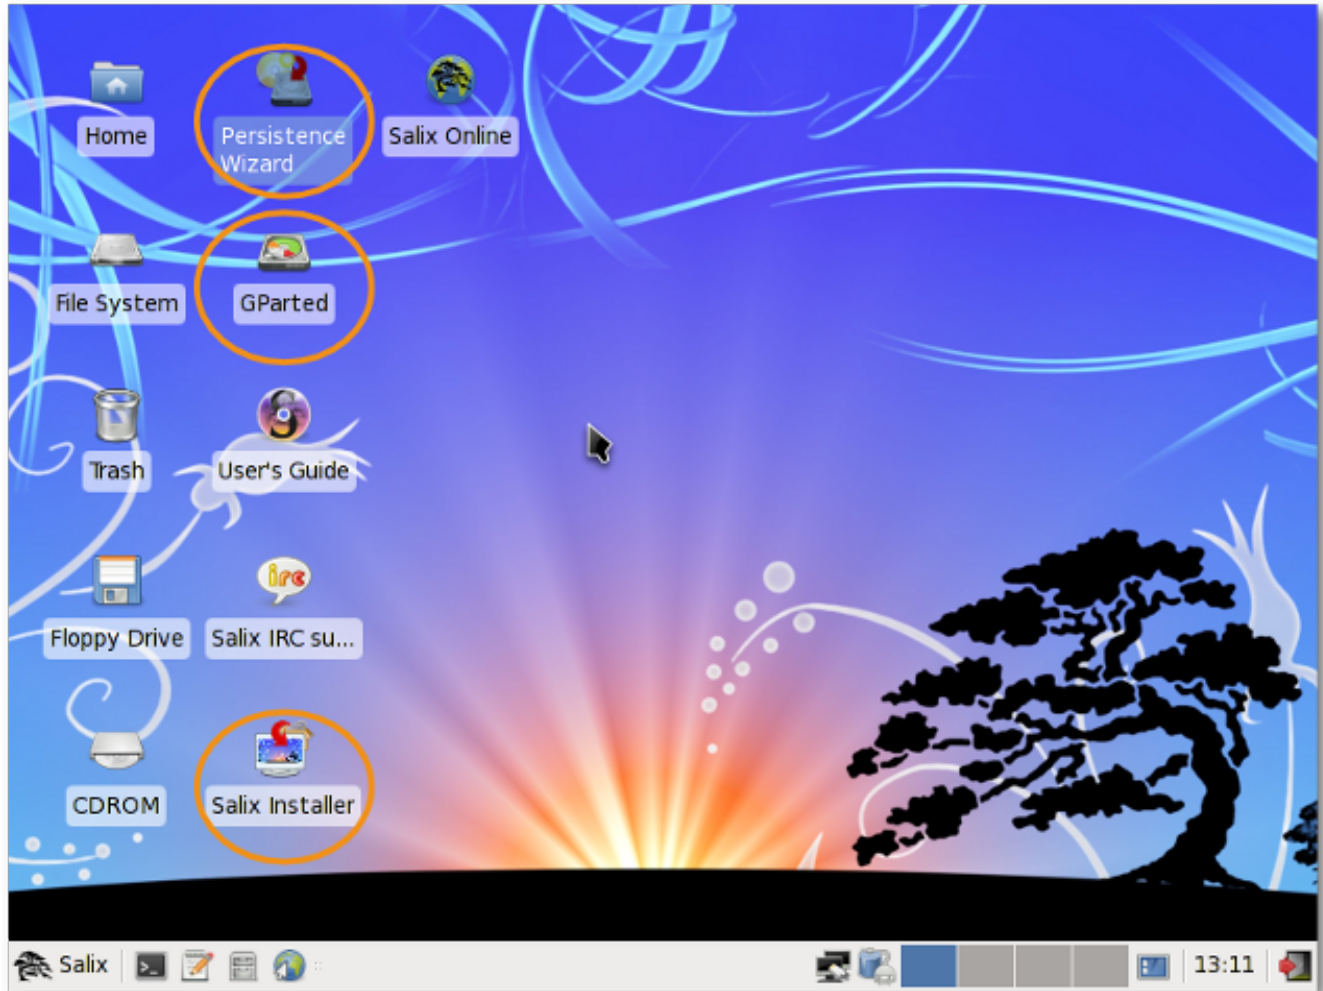 Home
Persistence
Wizard
Salix Online
File System
GParted
Trash
User's Guide
irc
Floppy Drive
Salix IRC su...
CDROM
Salix Installer
Salix
13:11